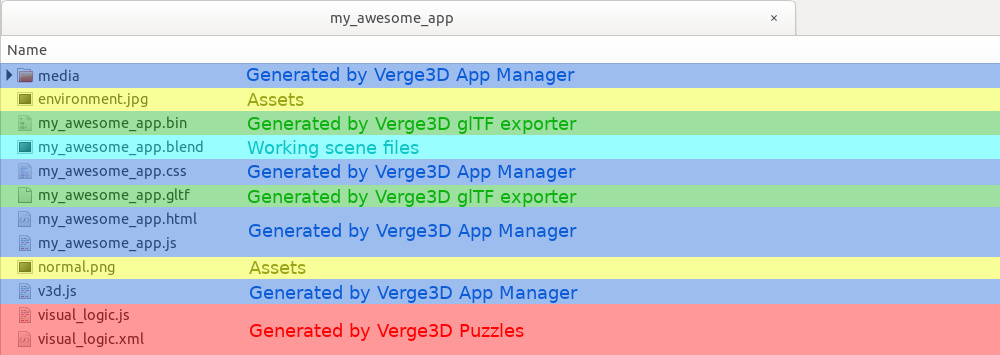 my_awesome_app ×
Name
media Generated by Verge3D App Manager
environment.jpg Assets
my_awesome_app.bin Generated by Verge3D glTF exporter
my_awesome_app.blend Working scene files
my_awesome_app.css Generated by Verge3D App Manager
my_awesome_app.gltf Generated by Verge3D glTF exporter
my_awesome_app.html
Generated by Verge3D App Manager
my_awesome_app.js
normal.png Assets
v3d.js Generated by Verge3D App Manager
visual_logic.js
Generated by Verge3D Puzzles
visual_logic.xml